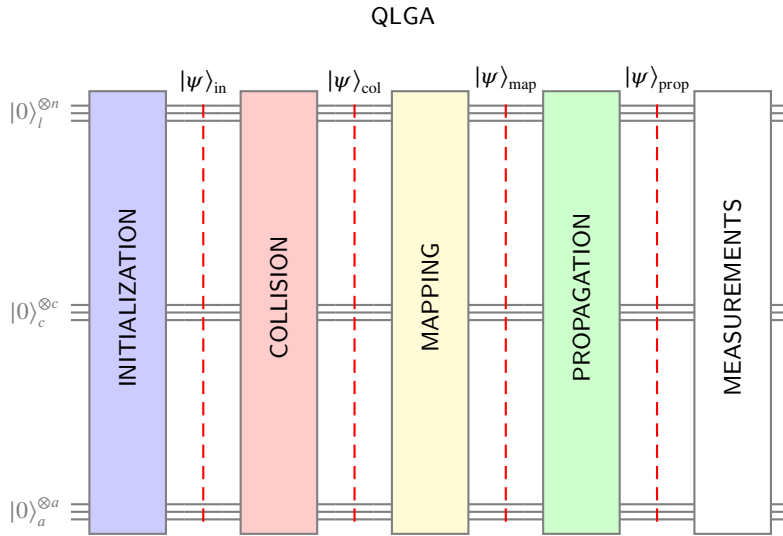 QLGA
|ψ⟩in |ψ⟩col |ψ⟩map |ψ⟩prop
|0⟩l⊗n
|0⟩c⊗c
|0⟩a⊗a
INITIALIZATION
COLLISION
MAPPING
PROPAGATION
MEASUREMENTS